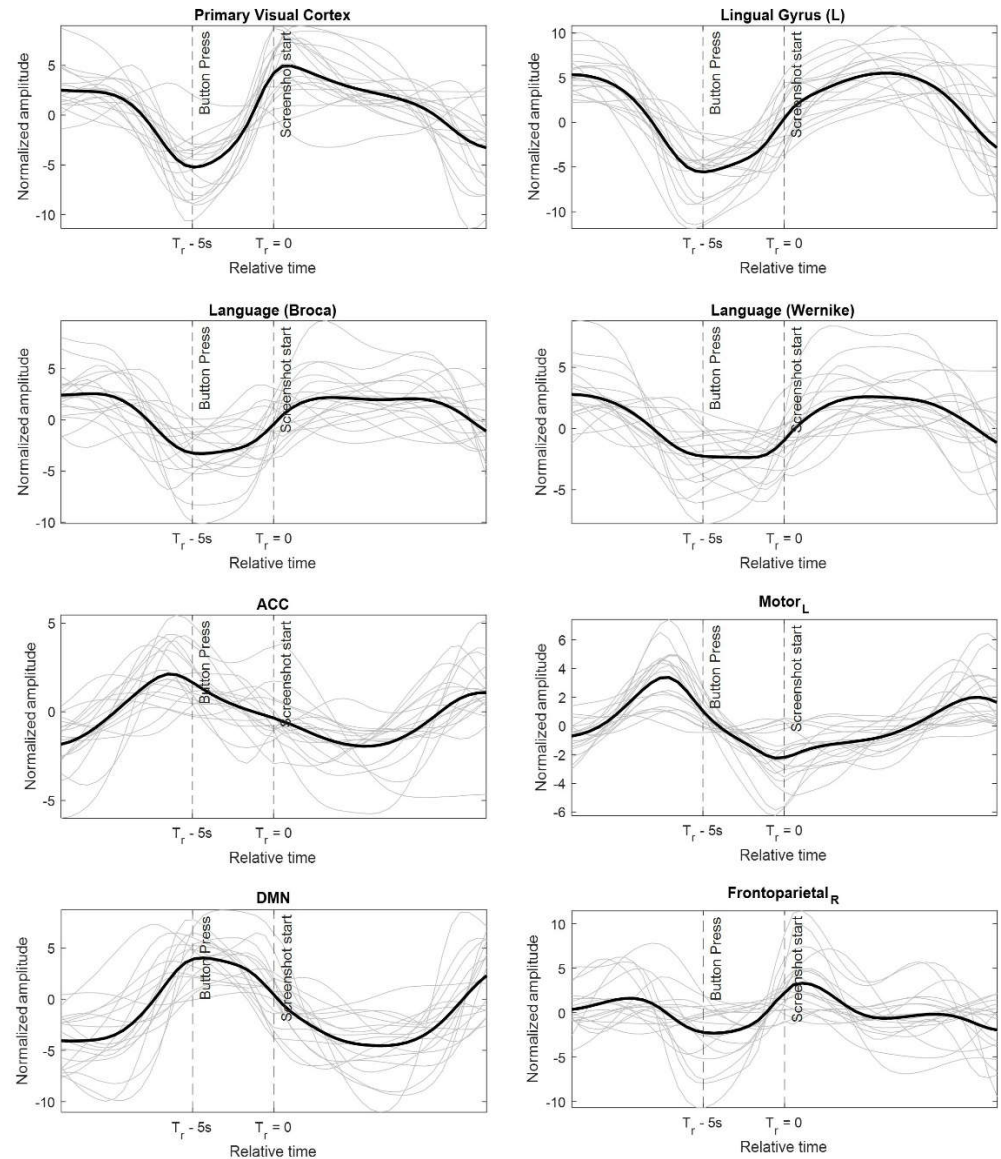 Primary Visual Cortex
Normalized amplitude
5
0
-5
-10
Button Press
Screenshot start
T_r - 5s
T_r = 0
Relative time
Lingual Gyrus (L)
Normalized amplitude
10
5
0
-5
-10
Button Press
Screenshot start
T_r - 5s
T_r = 0
Relative time
Language (Broca)
Normalized amplitude
5
0
-5
-10
Button Press
Screenshot start
T_r - 5s
T_r = 0
Relative time
Language (Wernike)
Normalized amplitude
5
0
-5
Button Press
Screenshot start
T_r - 5s
T_r = 0
Relative time
ACC
Normalized amplitude
5
0
-5
Button Press
Screenshot start
T_r - 5s
T_r = 0
Relative time
Motor_L
Normalized amplitude
6
4
2
0
-2
-4
-6
Button Press
Screenshot start
T_r - 5s
T_r = 0
Relative time
DMN
Normalized amplitude
5
0
-5
-10
Button Press
Screenshot start
T_r - 5s
T_r = 0
Relative time
Frontoparietal_R
Normalized amplitude
10
5
0
-5
-10
Button Press
Screenshot start
T_r - 5s
T_r = 0
Relative time